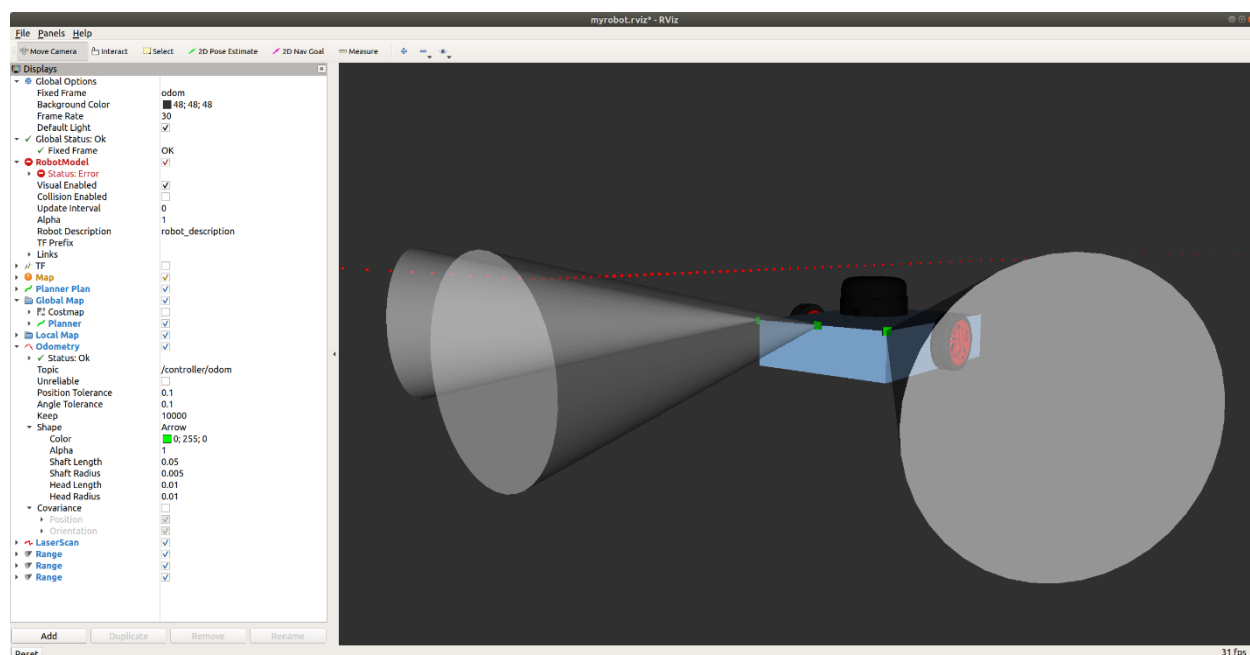 myrobot.rviz* - RViz
File Panels Help
Move Camera Interact Select 2D Pose Estimate 2D Nav Goal Measure
Displays
Global Options
Fixed Frame odom
Background Color 48; 48; 48
Frame Rate 30
Default Light
Global Status: Ok
Fixed Frame OK
RobotModel
Status: Error
Visual Enabled
Collision Enabled
Update Interval 0
Alpha 1
Robot Description robot_description
TF Prefix
Links
TF
Map
Planner Plan
Global Map
Costmap
Planner
Local Map
Odometry
Status: Ok
Topic /controller/odom
Unreliable
Position Tolerance 0.1
Angle Tolerance 0.1
Keep 10000
Shape Arrow
Color 0; 255; 0
Alpha 1
Shaft Length 0.05
Shaft Radius 0.005
Head Length 0.01
Head Radius 0.01
Covariance
Position
Orientation
LaserScan
Range
Range
Range
Add Duplicate Remove Rename
Reset 31 fps